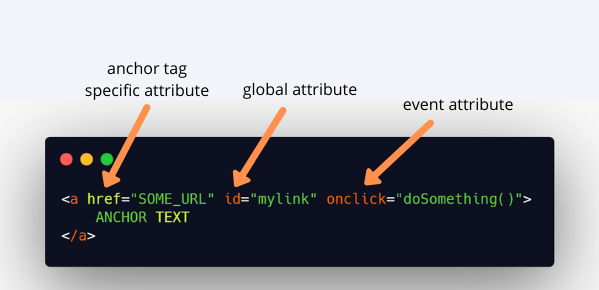 anchor tag
specific attribute
global attribute
event attribute
<a href="SOME_URL" id="mylink" onclick="doSomething()">
    ANCHOR TEXT
</a>